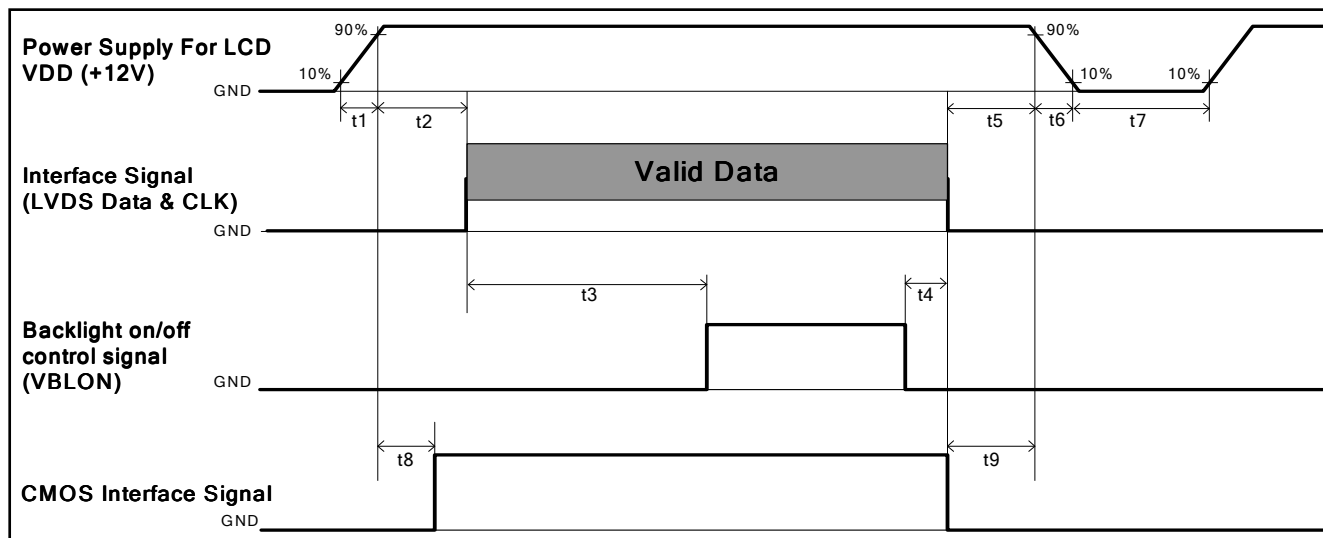 Power Supply For LCD
VDD (+12V)
90%
90%
10%
10%
10%
GND
t1
t2
t5
t6
t7
Valid Data
Interface Signal
(LVDS Data & CLK)
GND
t3
t4
Backlight on/off
control signal
(VBLON)
GND
t8
t9
CMOS Interface Signal
GND